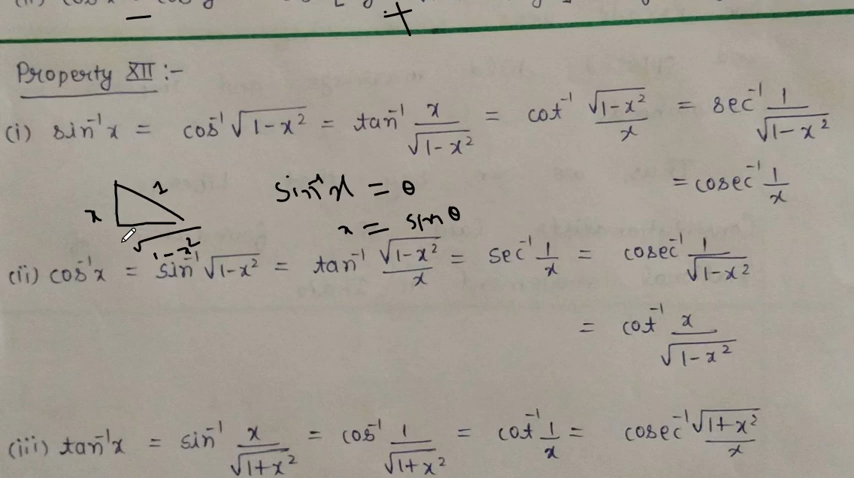 Property XII :-
(i) sin⁻¹x = cos⁻¹√(1-x²) = tan⁻¹ x/√(1-x²) = cot⁻¹ √(1-x²)/x = sec⁻¹ 1/√(1-x²)
= cosec⁻¹ 1/x
x 1 sin⁻¹x = θ
√(1-x²) x = sinθ
(ii) cos⁻¹x = sin⁻¹√(1-x²) = tan⁻¹ √(1-x²)/x = sec⁻¹ 1/x = cosec⁻¹ 1/√(1-x²)
= cot⁻¹ x/√(1-x²)
(iii) tan⁻¹x = sin⁻¹ x/√(1+x²) = cos⁻¹ 1/√(1+x²) = cot⁻¹ 1/x = cosec⁻¹ √(1+x²)/x